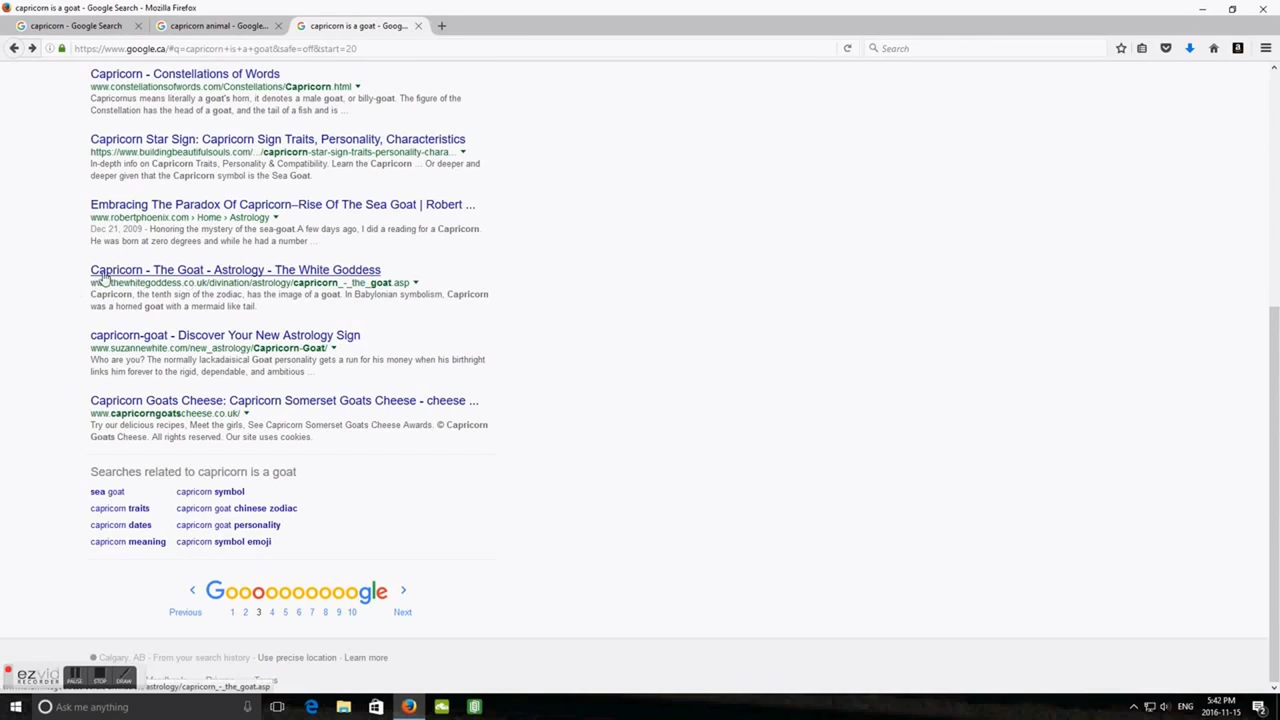 capricorn is a goat - Google Search - Mozilla Firefox
capricorn - Google Search
capricorn animal - Google...
capricorn is a goat - Goog...
https://www.google.ca/#q=capricorn+is+a+goat&safe=off&start=20
Search
Capricorn - Constellations of Words
www.constellationsofwords.com/Constellations/Capricorn.html
Capricornus means literally a goat's horn, it denotes a male goat, or billy-goat. The figure of the
Constellation has the head of a goat, and the tail of a fish and is ...
Capricorn Star Sign: Capricorn Sign Traits, Personality, Characteristics
https://www.buildingbeautifulsouls.com/.../capricorn-star-sign-traits-personality-chara...
In-depth info on Capricorn Traits, Personality & Compatibility. Learn the Capricorn ... Or deeper and
deeper given that the Capricorn symbol is the Sea Goat.
Embracing The Paradox Of Capricorn–Rise Of The Sea Goat | Robert ...
www.robertphoenix.com › Home › Astrology
Dec 21, 2009 - Honoring the mystery of the sea-goat.A few days ago, I did a reading for a Capricorn.
He was born at zero degrees and while he had a number ...
Capricorn - The Goat - Astrology - The White Goddess
thewhitegoddess.co.uk/divination/astrology/capricorn_-_the_goat.asp
Capricorn, the tenth sign of the zodiac, has the image of a goat. In Babylonian symbolism, Capricorn
was a horned goat with a mermaid like tail.
capricorn-goat - Discover Your New Astrology Sign
www.suzannewhite.com/new_astrology/Capricorn-Goat/
Who are you? The normally lackadaisical Goat personality gets a run for his money when his birthright
links him forever to the rigid, dependable, and ambitious ...
Capricorn Goats Cheese: Capricorn Somerset Goats Cheese - cheese ...
www.capricorngoatscheese.co.uk/
Try our delicious recipes, Meet the girls, See Capricorn Somerset Goats Cheese Awards. © Capricorn
Goats Cheese. All rights reserved. Our site uses cookies.
Searches related to capricorn is a goat
sea goat capricorn symbol
capricorn traits capricorn goat chinese zodiac
capricorn dates capricorn goat personality
capricorn meaning capricorn symbol emoji
Goooooooooogle
Previous 1 2 3 4 5 6 7 8 9 10 Next
Calgary, AB - From your search history - Use precise location - Learn more
ezvid
RECORDER
PAUSE STOP DRAW
astrology/capricorn_-_the_goat.asp
Ask me anything
ENG
5:42 PM
2016-11-15